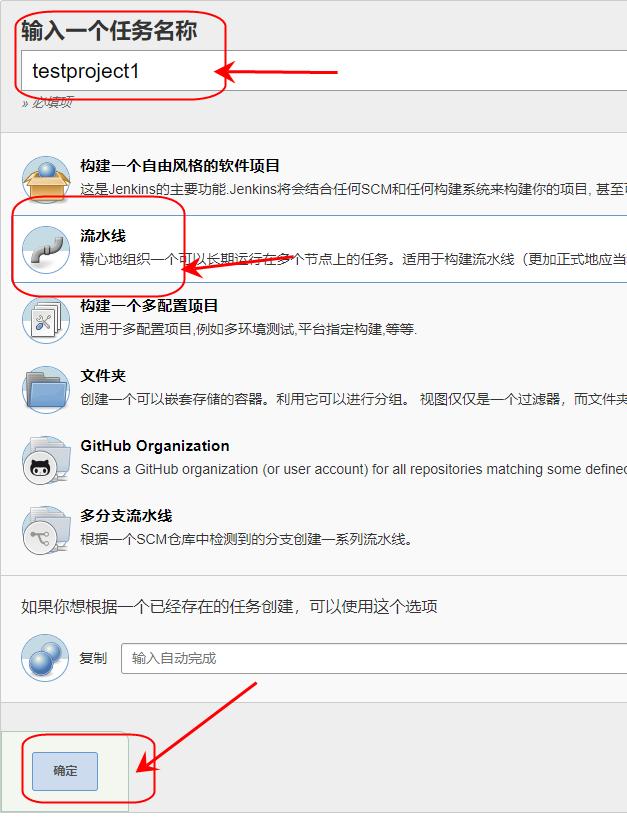 输入一个任务名称
testproject1
» 必填项
构建一个自由风格的软件项目
这是Jenkins的主要功能.Jenkins将会结合任何SCM和任何构建系统来构建你的项目, 甚至
流水线
精心地组织一个可以长期运行在多个节点上的任务。适用于构建流水线（更加正式地应当
构建一个多配置项目
适用于多配置项目,例如多环境测试,平台指定构建,等等.
文件夹
创建一个可以嵌套存储的容器。利用它可以进行分组。 视图仅仅是一个过滤器，而文件夹
GitHub Organization
Scans a GitHub organization (or user account) for all repositories matching some defined
多分支流水线
根据一个SCM仓库中检测到的分支创建一系列流水线。
如果你想根据一个已经存在的任务创建，可以使用这个选项
复制
输入自动完成
确定